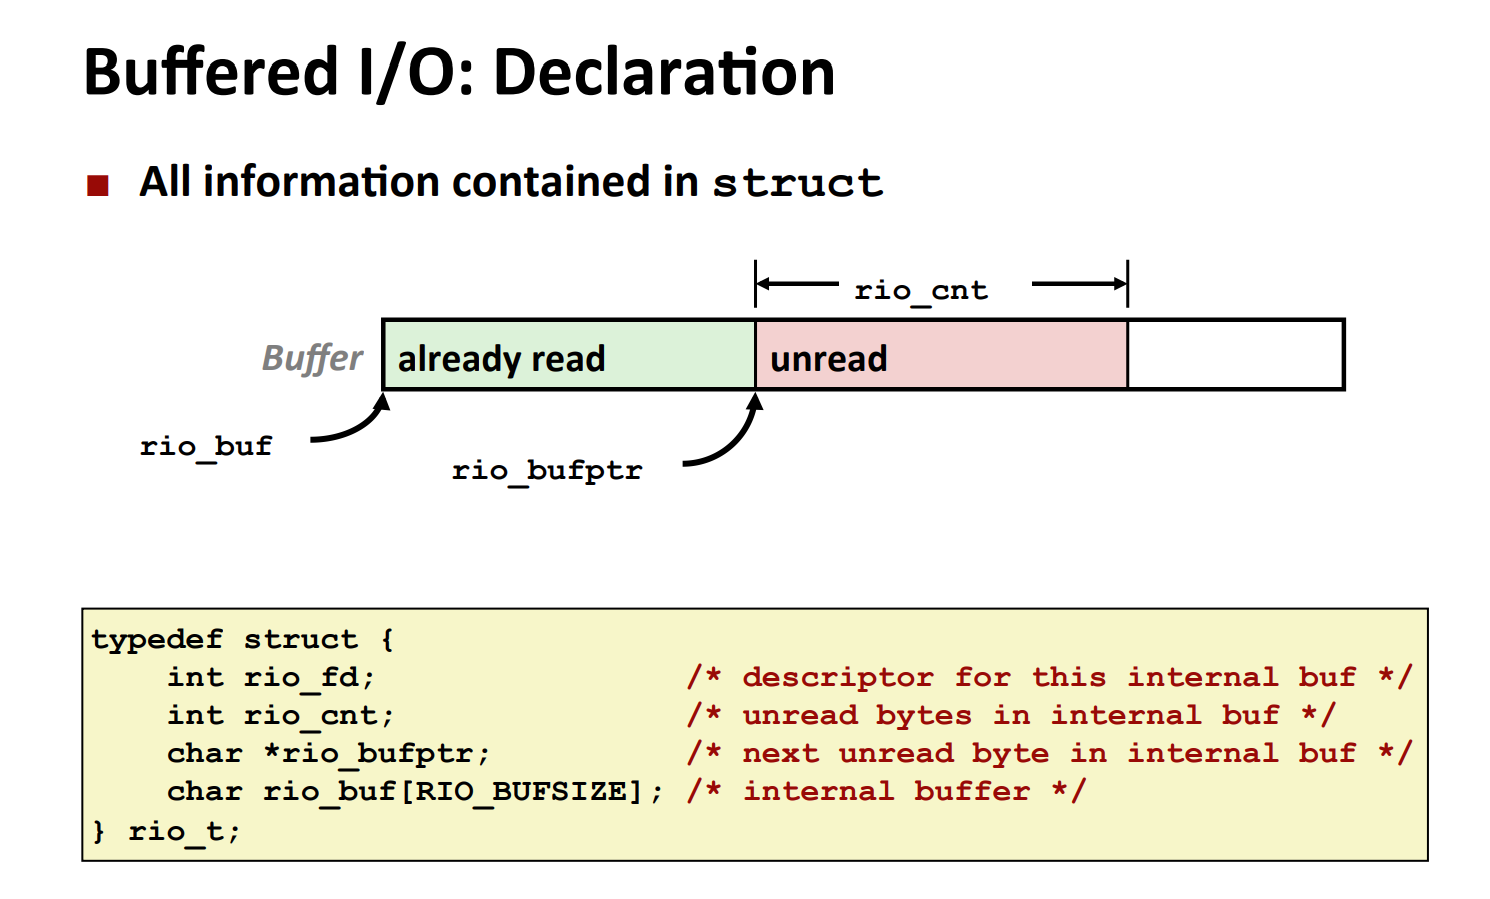 Buffered I/O: Declaration
■ All information contained in struct
rio_cnt
Buffer
already read
unread
rio_buf
rio_bufptr
typedef struct {
    int rio_fd;                /* descriptor for this internal buf */
    int rio_cnt;               /* unread bytes in internal buf */
    char *rio_bufptr;          /* next unread byte in internal buf */
    char rio_buf[RIO_BUFSIZE]; /* internal buffer */
} rio_t;